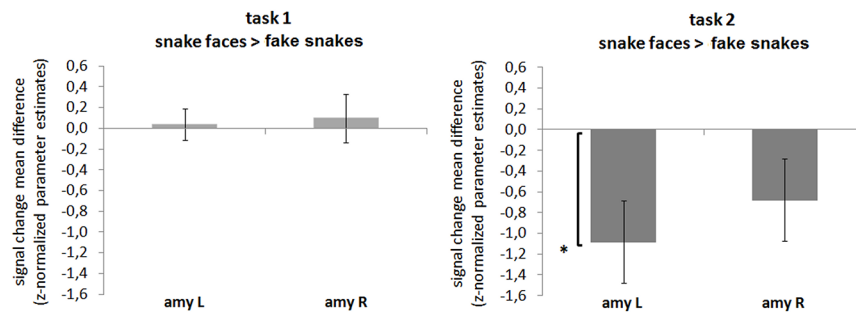 task 1
snake faces > fake snakes
signal change mean difference
(z-normalized parameter estimates)
0,6
0,4
0,2
0,0
-0,2
-0,4
-0,6
-0,8
-1,0
-1,2
-1,4
-1,6
amy L
amy R
task 2
snake faces > fake snakes
signal change mean difference
(z-normalized parameter estimates)
0,6
0,4
0,2
0,0
-0,2
-0,4
-0,6
-0,8
-1,0
-1,2
-1,4
-1,6
*
amy L
amy R